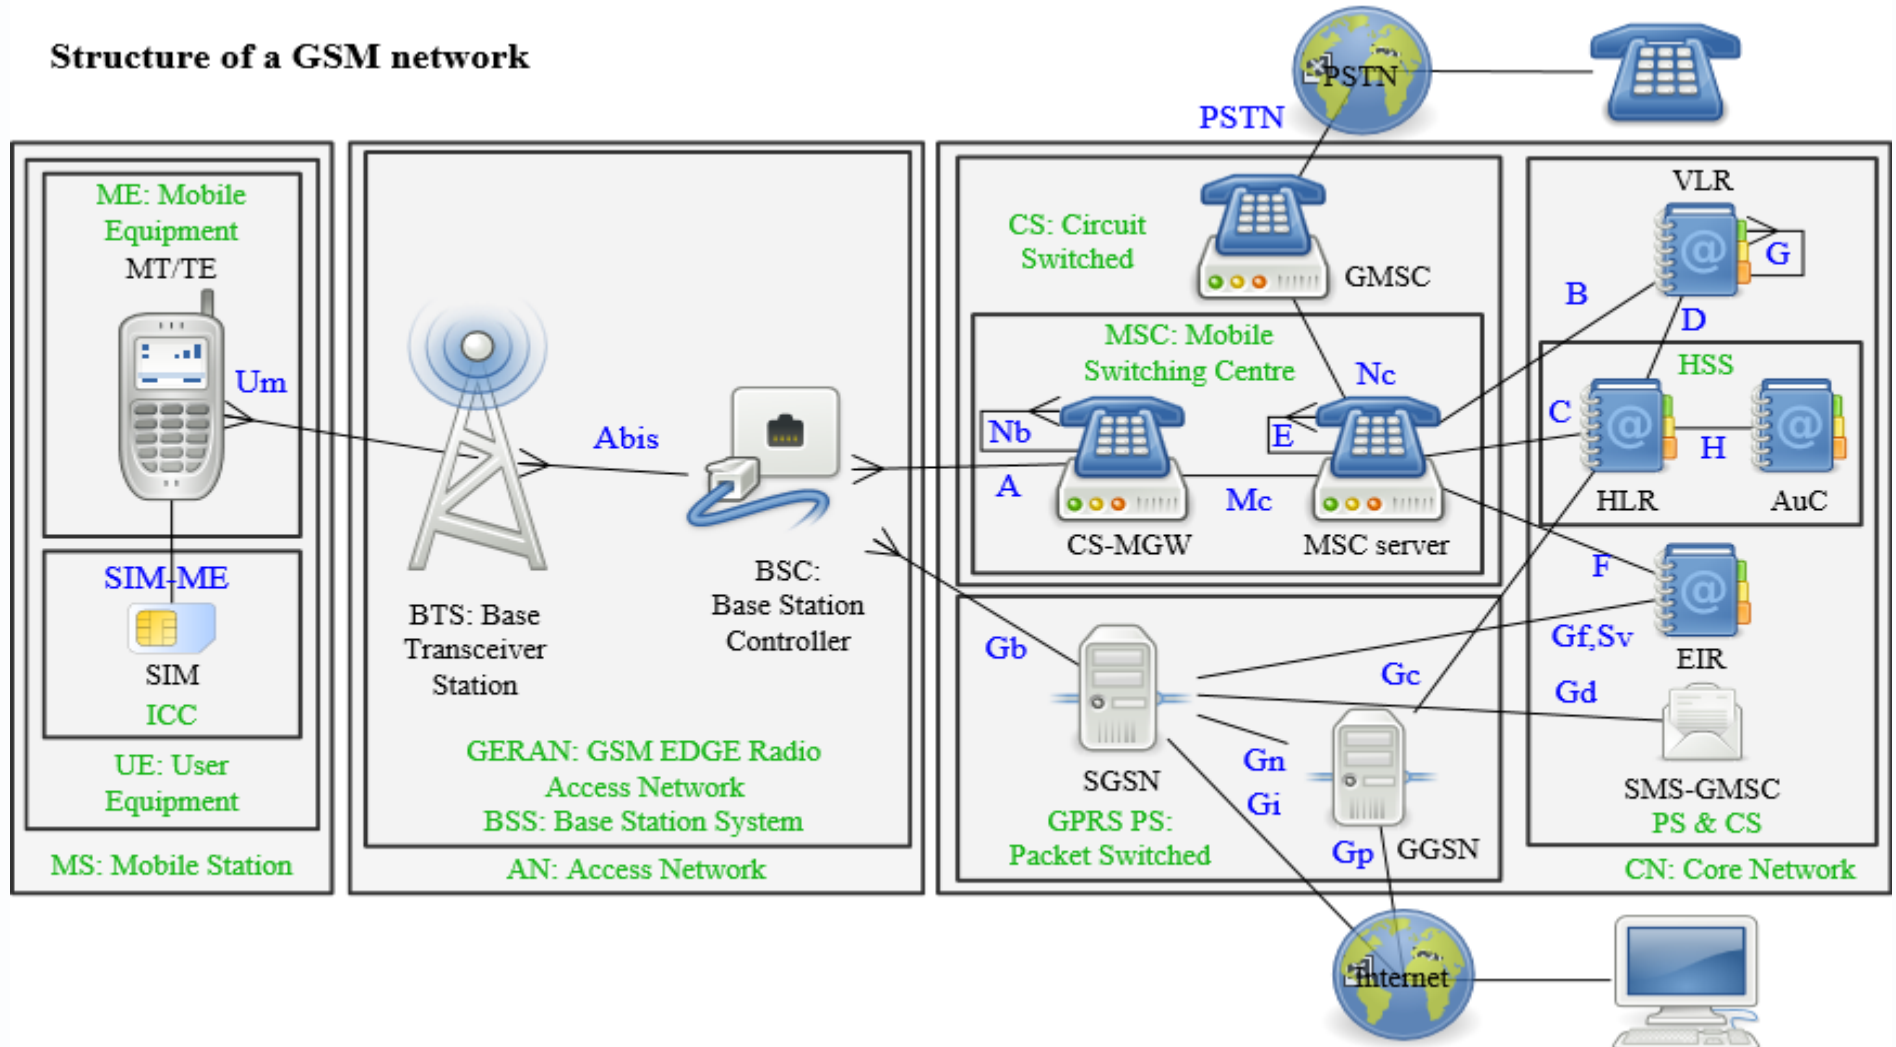 Structure of a GSM network
PSTN
PSTN
ME: Mobile
Equipment
MT/TE
Um
SIM-ME
SIM
ICC
UE: User
Equipment
MS: Mobile Station
Abis
BTS: Base
Transceiver
Station
BSC:
Base Station
Controller
GERAN: GSM EDGE Radio
Access Network
BSS: Base Station System
AN: Access Network
CS: Circuit
Switched
GMSC
MSC: Mobile
Switching Centre
Nc
Nb
E
A
Mc
CS-MGW
MSC server
VLR
G
B
D
HSS
C
H
HLR
AuC
F
Gb
Gf,Sv
EIR
Gc
Gd
Gn
SGSN
Gi
SMS-GMSC
GPRS PS:
Packet Switched
PS & CS
Gp
GGSN
CN: Core Network
Internet